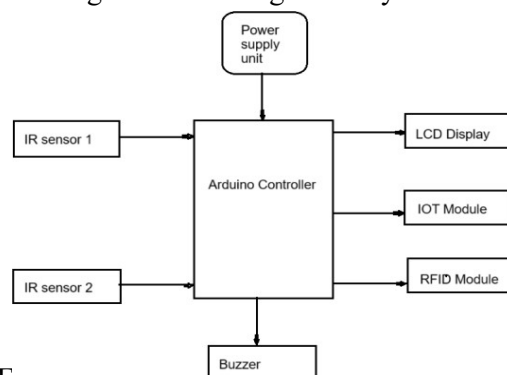 Power
supply
unit
IR sensor 1
LCD Display
Arduino Controller
IOT Module
RFID Module
IR sensor 2
Buzzer